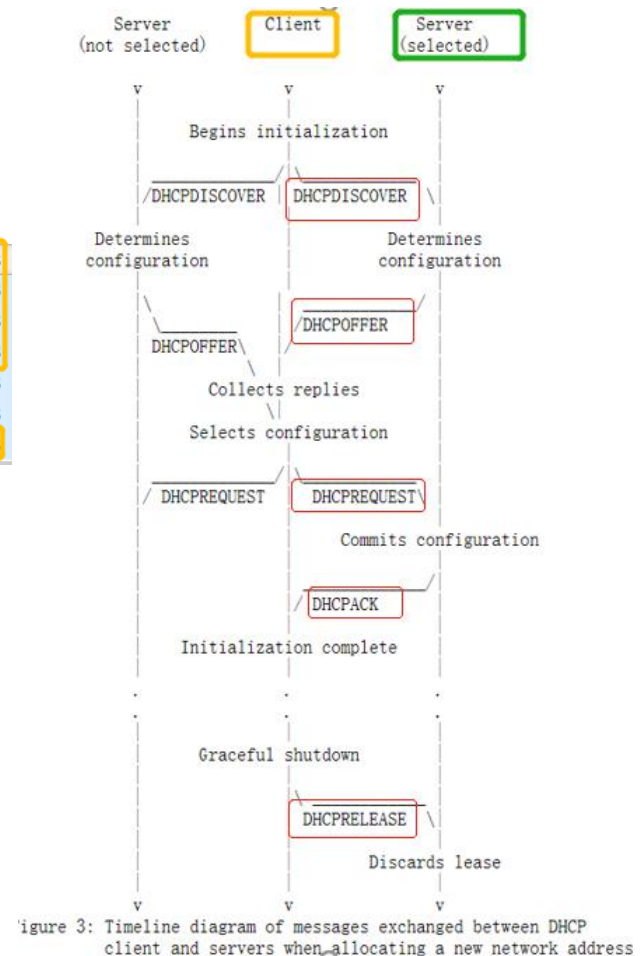 Server Client Server
(not selected) (selected)
v v v
Begins initialization
/DHCPDISCOVER | DHCPDISCOVER \
Determines Determines
configuration configuration
\ /DHCPOFFER
DHCPOFFER\ /
Collects replies
Selects configuration
/ DHCPREQUEST DHCPREQUEST\
Commits configuration
/ DHCPACK
Initialization complete
. . .
. . .
Graceful shutdown
DHCPRELEASE \
Discards lease
v v v
igure 3: Timeline diagram of messages exchanged between DHCP
client and servers when allocating a new network address